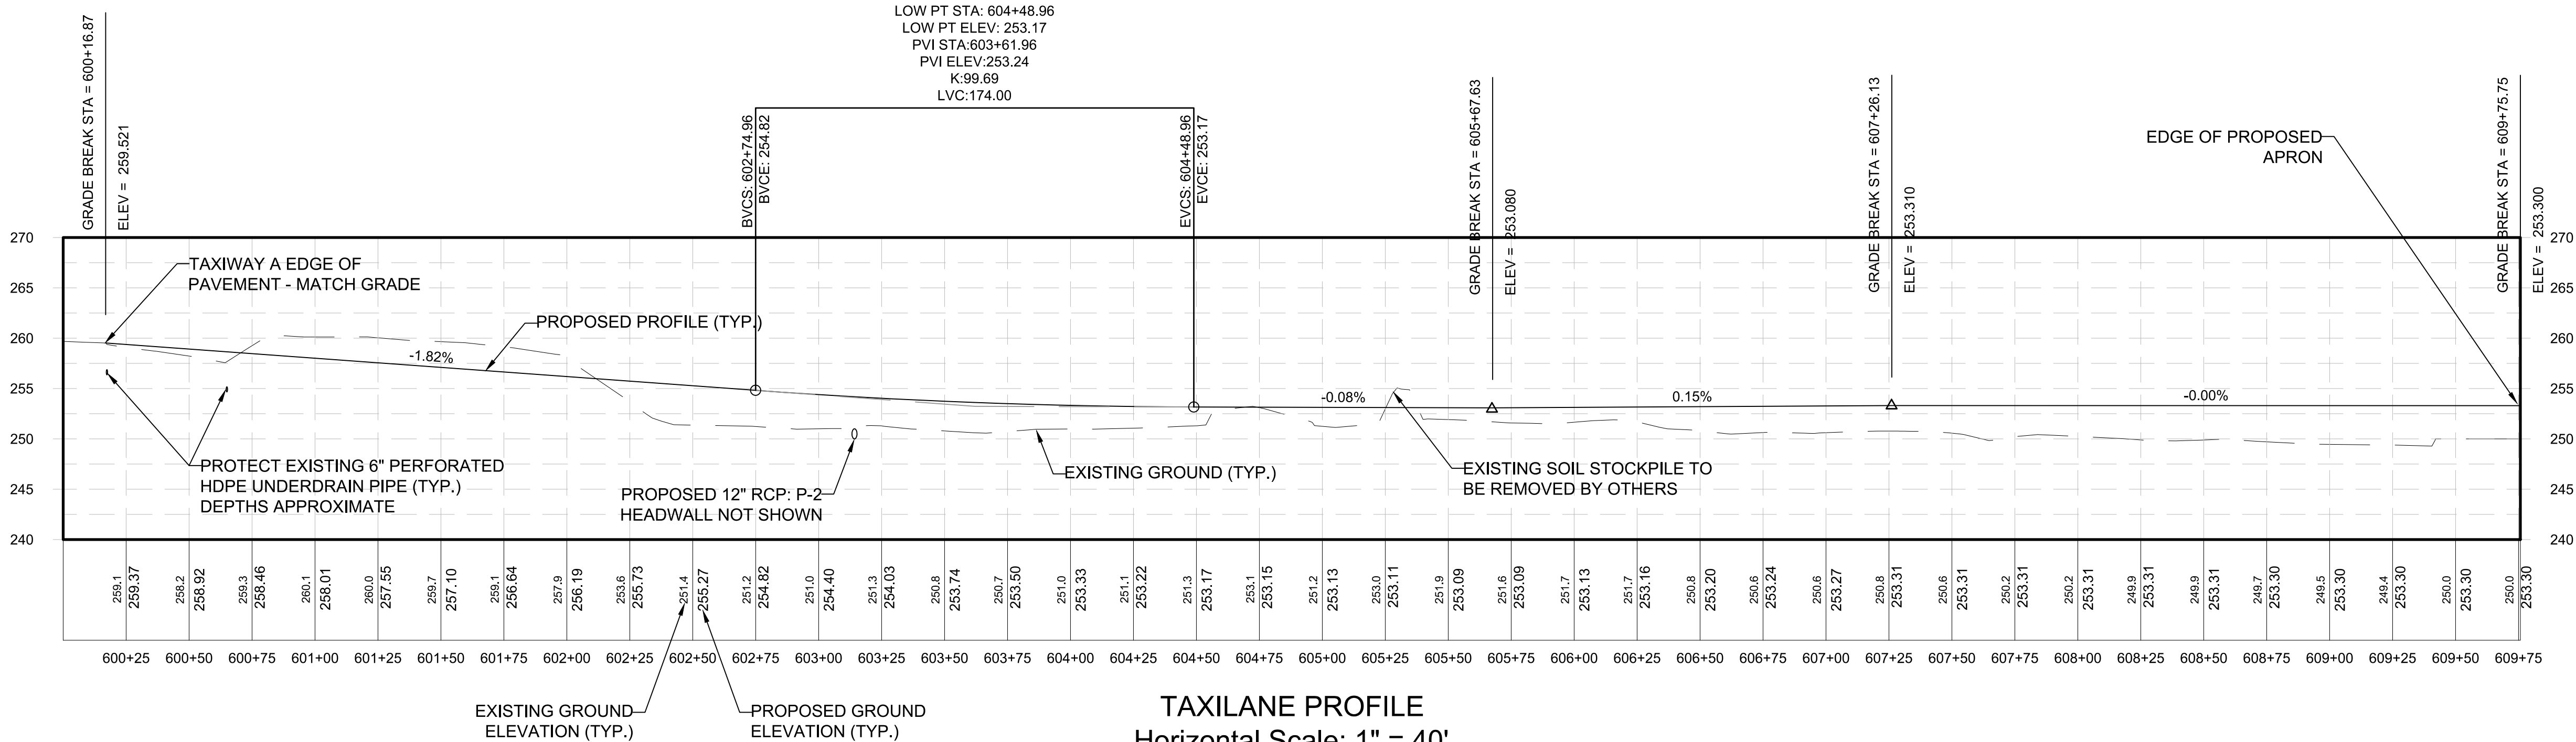 LOW PT STA: 604+48.96
LOW PT ELEV: 253.17
PVI STA:603+61.96
PVI ELEV:253.24
K:99.69
LVC:174.00
GRADE BREAK STA = 600+16.87
ELEV = 259.521
BVCS: 602+74.96
BVCE: 254.82
EVCS: 604+48.96
EVCE: 253.17
GRADE BREAK STA = 605+67.63
ELEV = 253.080
GRADE BREAK STA = 607+26.13
ELEV = 253.310
GRADE BREAK STA = 609+75.75
ELEV = 253.300
EDGE OF PROPOSED
APRON
270
265
260
255
250
245
240
270
265
260
255
250
245
240
TAXIWAY A EDGE OF
PAVEMENT - MATCH GRADE
PROPOSED PROFILE (TYP.)
-1.82%
-0.08%
0.15%
-0.00%
PROTECT EXISTING 6" PERFORATED
HDPE UNDERDRAIN PIPE (TYP.)
DEPTHS APPROXIMATE
PROPOSED 12" RCP: P-2
HEADWALL NOT SHOWN
EXISTING GROUND (TYP.)
EXISTING SOIL STOCKPILE TO
BE REMOVED BY OTHERS
259.1
259.37
258.2
258.92
259.3
258.46
260.1
258.01
260.0
257.55
259.7
257.10
259.1
256.64
257.9
256.19
253.6
255.73
251.4
255.27
251.2
254.82
251.0
254.40
251.3
254.03
250.8
253.74
250.7
253.50
251.0
253.33
251.1
253.22
251.3
253.17
253.1
253.15
251.2
253.13
253.0
253.11
251.9
253.09
251.6
253.09
251.7
253.13
251.7
253.16
250.8
253.20
250.6
253.24
250.6
253.27
250.8
253.31
250.6
253.31
250.2
253.31
250.2
253.31
249.9
253.31
249.9
253.31
249.7
253.30
249.5
253.30
249.4
253.30
250.0
253.30
250.0
253.30
600+25 600+50 600+75 601+00 601+25 601+50 601+75 602+00 602+25 602+50 602+75 603+00 603+25 603+50 603+75 604+00 604+25 604+50 604+75 605+00 605+25 605+50 605+75 606+00 606+25 606+50 606+75 607+00 607+25 607+50 607+75 608+00 608+25 608+50 608+75 609+00 609+25 609+50 609+75
EXISTING GROUND
ELEVATION (TYP.)
PROPOSED GROUND
ELEVATION (TYP.)
TAXILANE PROFILE
Horizontal Scale: 1" = 40'